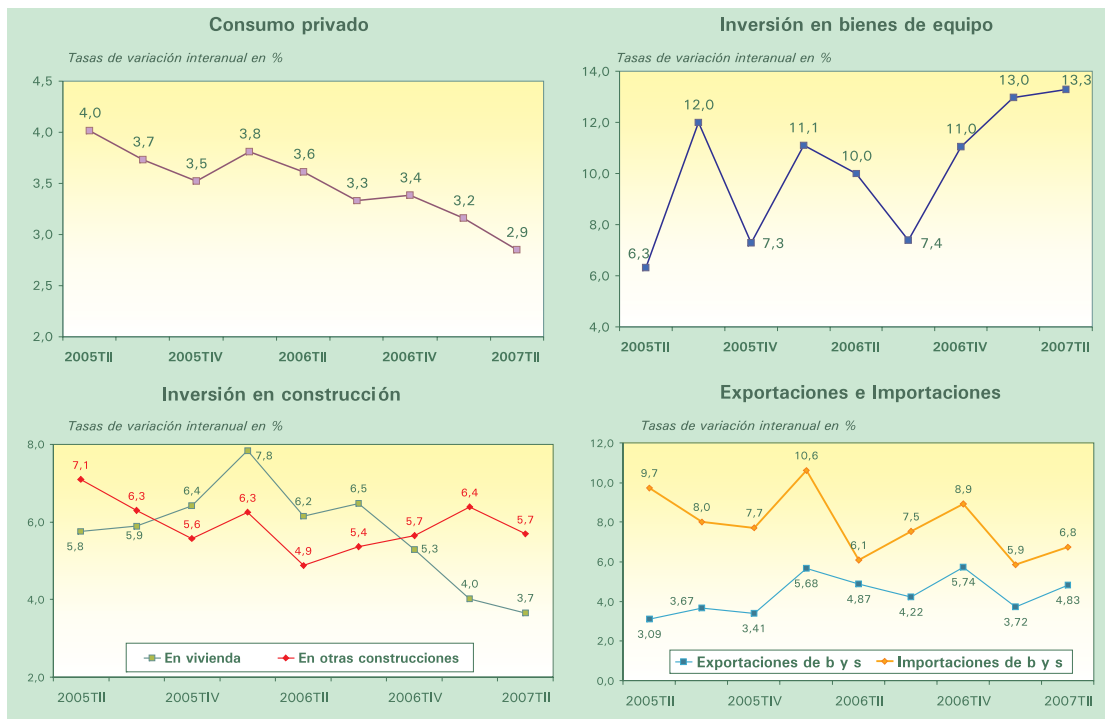 Consumo privado
Tasas de variación interanual en %
4,5
4,0
3,5
3,0
2,5
2,0
4,0
3,7
3,5
3,8
3,6
3,3
3,4
3,2
2,9
2005TII
2005TIV
2006TII
2006TIV
2007TII
Inversión en bienes de equipo
Tasas de variación interanual en %
14,0
12,0
10,0
8,0
6,0
4,0
6,3
12,0
7,3
11,1
10,0
7,4
11,0
13,0
13,3
2005TII
2005TIV
2006TII
2006TIV
2007TII
Inversión en construcción
Tasas de variación interanual en %
8,0
6,0
4,0
2,0
7,1
6,3
5,6
6,3
4,9
5,4
5,7
6,4
5,7
5,8
5,9
6,4
7,8
6,2
6,5
5,3
4,0
3,7
En vivienda
En otras construcciones
2005TII
2005TIV
2006TII
2006TIV
2007TII
Exportaciones e Importaciones
Tasas de variación interanual en %
12,0
10,0
8,0
6,0
4,0
2,0
0,0
9,7
8,0
7,7
10,6
6,1
7,5
8,9
5,9
6,8
3,09
3,67
3,41
5,68
4,87
4,22
5,74
3,72
4,83
Exportaciones de b y s
Importaciones de b y s
2005TII
2005TIV
2006TII
2006TIV
2007TII